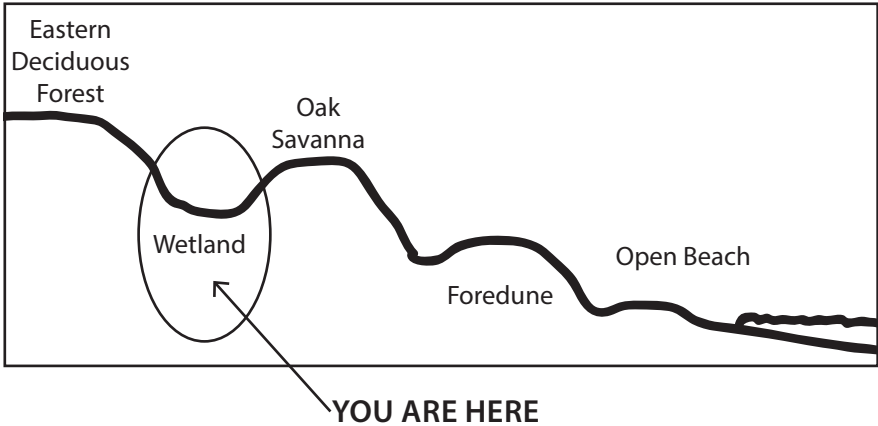 Eastern
Deciduous
Forest
Oak
Savanna
Wetland
Foredune
Open Beach
YOU ARE HERE